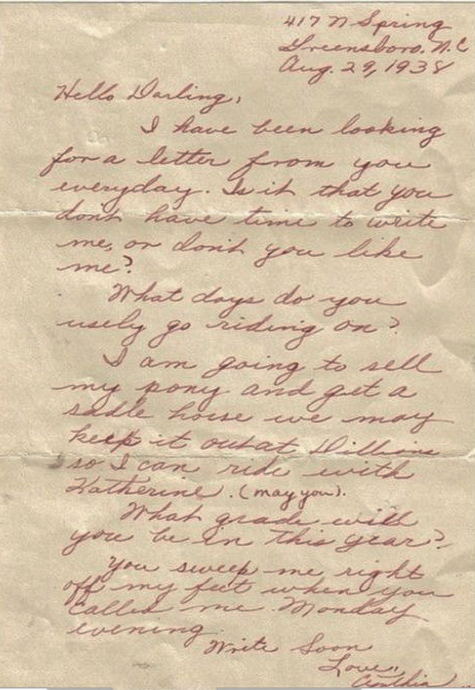 417 N Spring
Greensboro, N.C
Aug. 29, 1938
Hello Darling,
I have been looking
for a letter from you
everyday. Is it that you
dont have time to write
me, or don't you like
me?
What days do you
usely go riding on?
I am going to sell
my pony and get a
sadle horse we may
keep it out at Dillions
so I can ride with
Katherine. (may you).
What grade will
you be in this year?
You sweep me right
off my feet when you
called me Monday
evening.
Write Soon
Love,
Cynthia